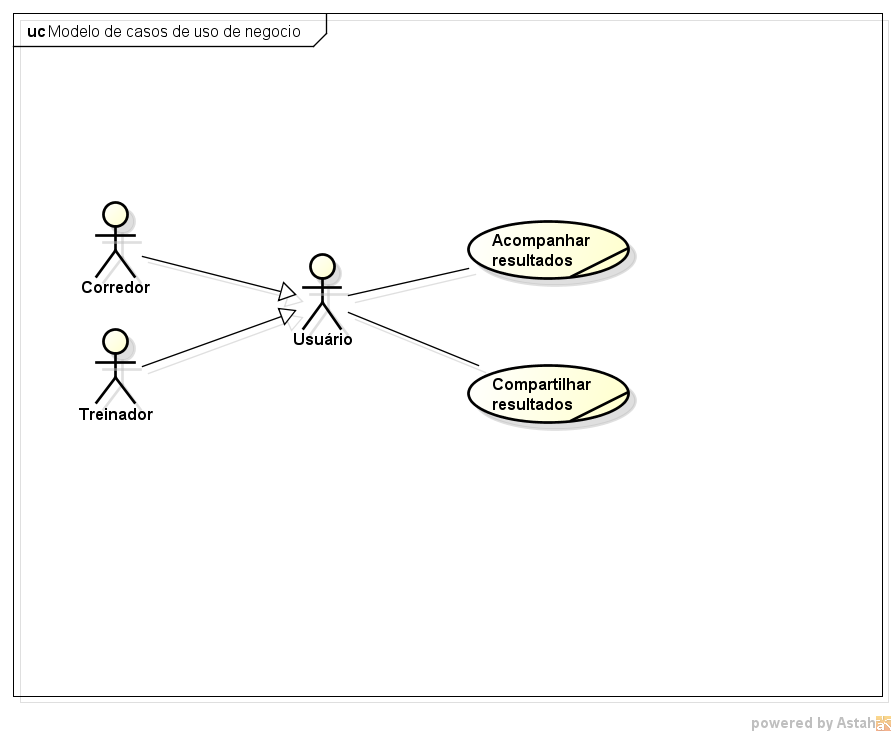 uc Modelo de casos de uso de negocio
Acompanhar
resultados
Corredor
Usuário
Compartilhar
resultados
Treinador
powered by Astah